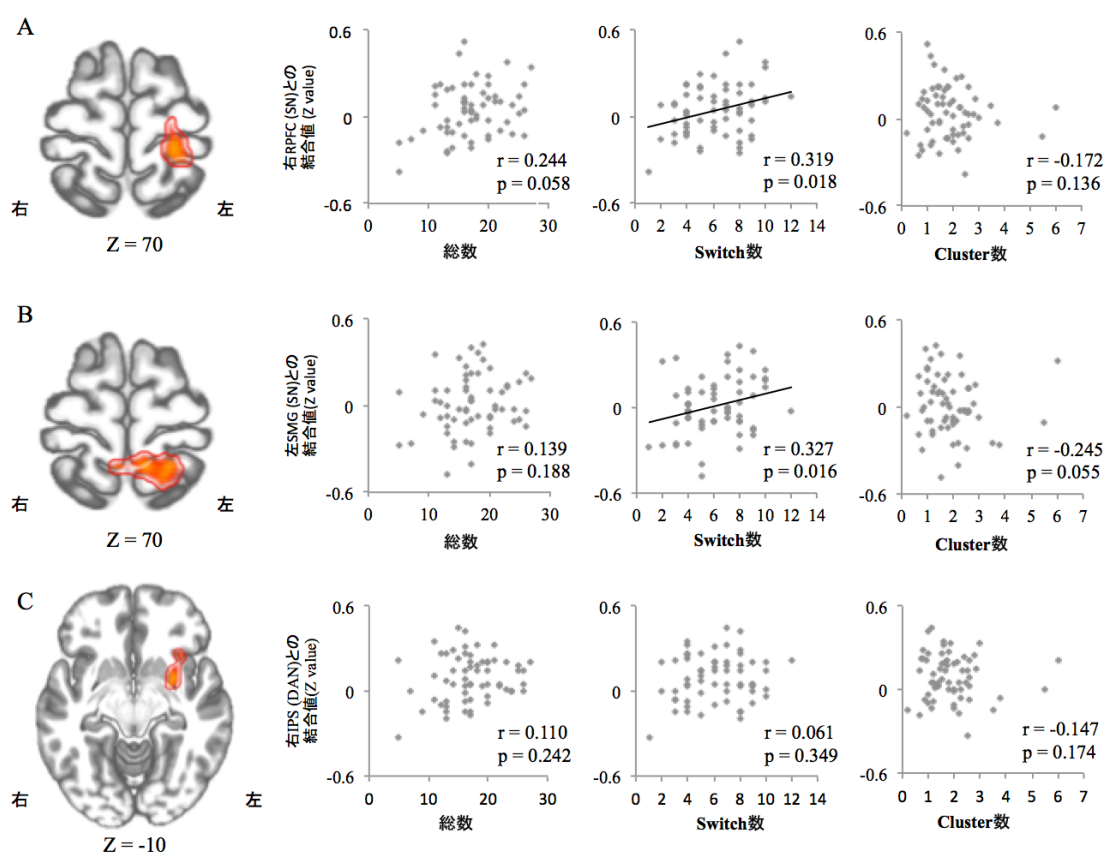 A
右
左
Z = 70
右RPFC (SN)との
結合値 (Z value)
0.6
0
-0.6
0 10 20 30
総数
r = 0.244
p = 0.058
0.6
0
-0.6
0 2 4 6 8 10 12 14
Switch数
r = 0.319
p = 0.018
0.6
0
-0.6
0 1 2 3 4 5 6 7
Cluster数
r = -0.172
p = 0.136
B
右
左
Z = 70
左SMG (SN)との
結合値(Z value)
0.6
0
-0.6
0 10 20 30
総数
r = 0.139
p = 0.188
0.6
0
-0.6
0 2 4 6 8 10 12 14
Switch数
r = 0.327
p = 0.016
0.6
0
-0.6
0 1 2 3 4 5 6 7
Cluster数
r = -0.245
p = 0.055
C
右
左
Z = -10
右IPS (DAN)との
結合値(Z value)
0.6
0
-0.6
0 10 20 30
総数
r = 0.110
p = 0.242
0.6
0
-0.6
0 2 4 6 8 10 12 14
Switch数
r = 0.061
p = 0.349
0.6
0
-0.6
0 1 2 3 4 5 6 7
Cluster数
r = -0.147
p = 0.174